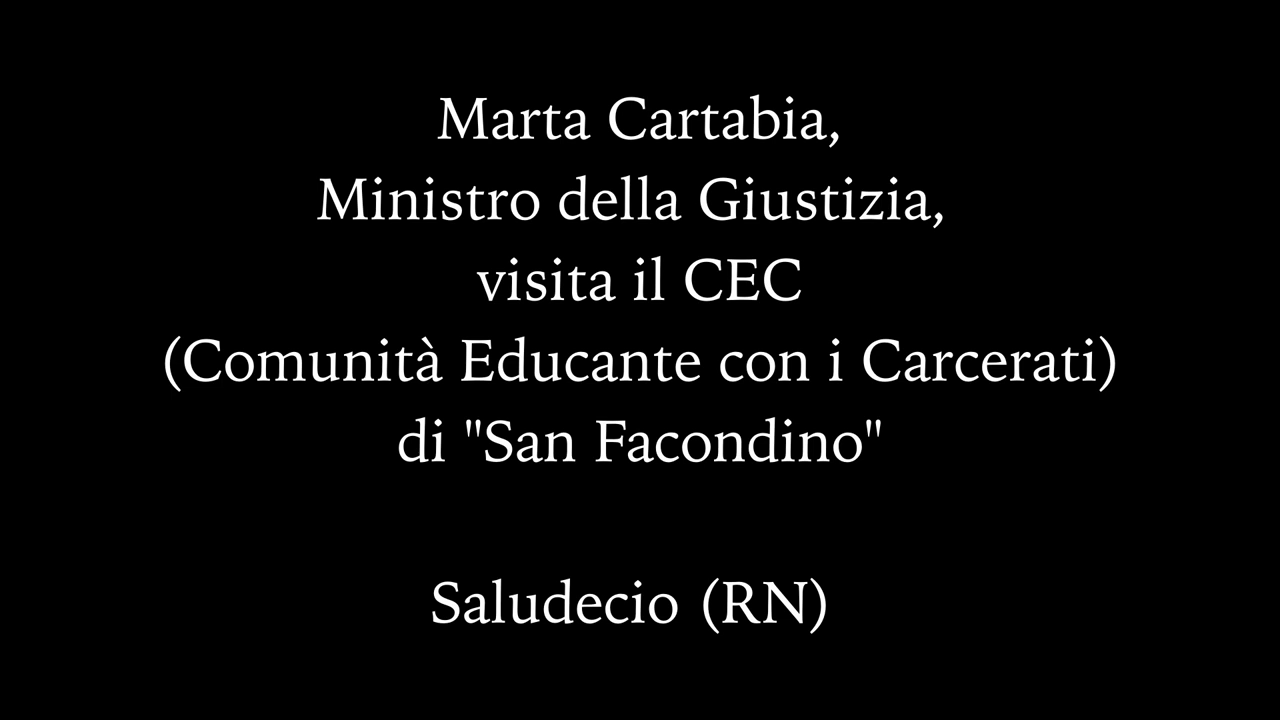 Marta Cartabia,
Ministro della Giustizia,
visita il CEC
(Comunità Educante con i Carcerati)
di "San Facondino"
Saludecio (RN)